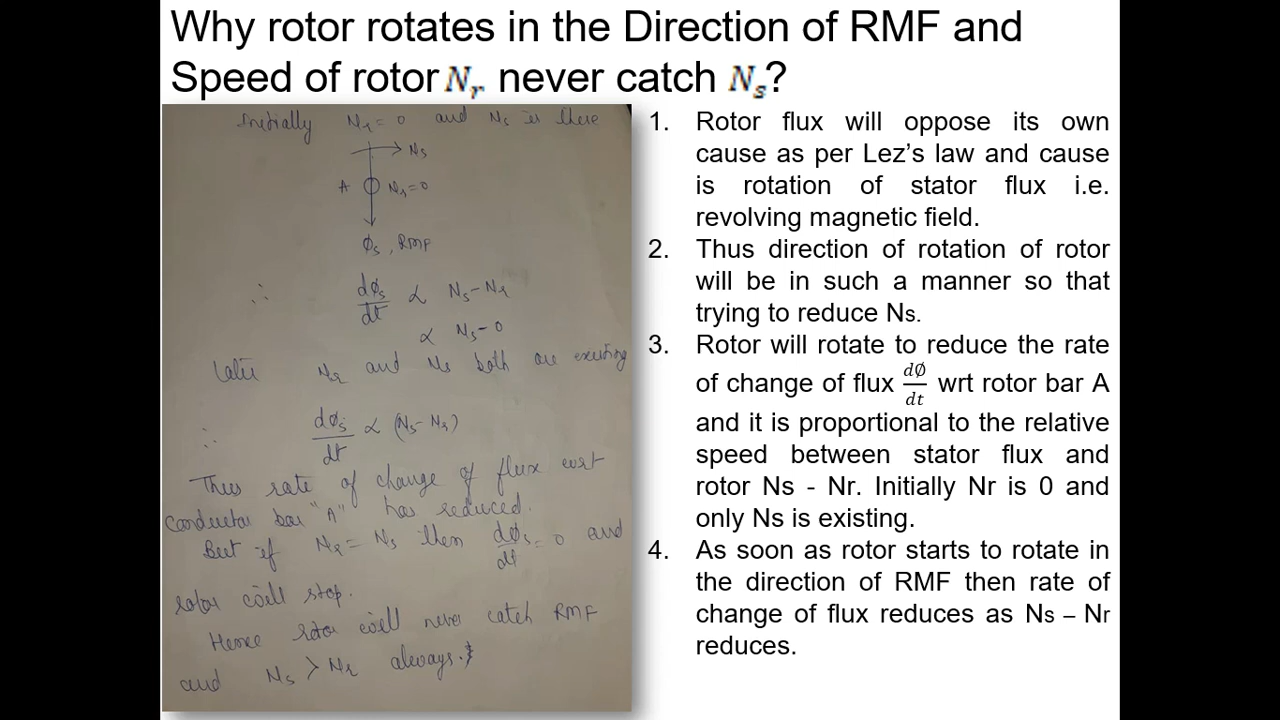 Why rotor rotates in the Direction of RMF and
Speed of rotor Nr never catch Ns?
Initially Nr = 0 and Ns is there
Ns
A Nr=0
ϕs, RMF
∴ dϕs/dt ∝ Ns - Nr
∝ Ns - 0
Later Nr and Ns both are existing
∴ dϕs/dt ∝ (Ns - Nr)
Thus rate of change of flux wrt
conductor bar "A" has reduced.
But if Nr = Ns then dϕs/dt = 0 and
rotor will stop.
Hence rotor will never catch RMF
and Ns > Nr always.
1. Rotor flux will oppose its own
cause as per Lez’s law and cause
is rotation of stator flux i.e.
revolving magnetic field.
2. Thus direction of rotation of rotor
will be in such a manner so that
trying to reduce Ns.
3. Rotor will rotate to reduce the rate
of change of flux dØ/dt wrt rotor bar A
and it is proportional to the relative
speed between stator flux and
rotor Ns - Nr. Initially Nr is 0 and
only Ns is existing.
4. As soon as rotor starts to rotate in
the direction of RMF then rate of
change of flux reduces as Ns – Nr
reduces.